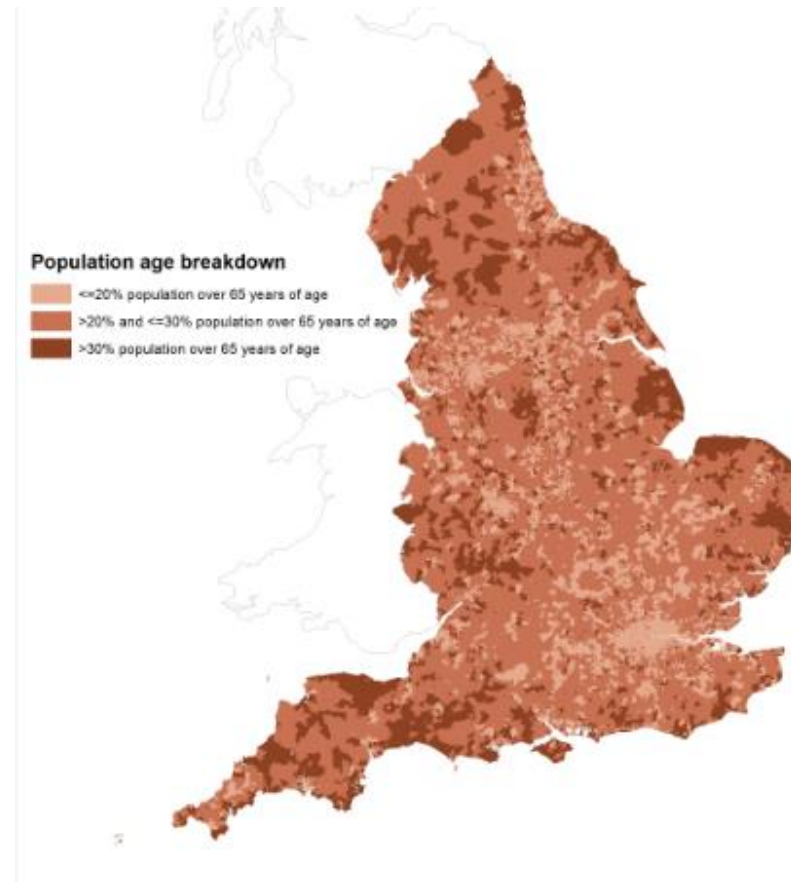 Population age breakdown
<=20% population over 65 years of age
>20% and <=30% population over 65 years of age
>30% population over 65 years of age